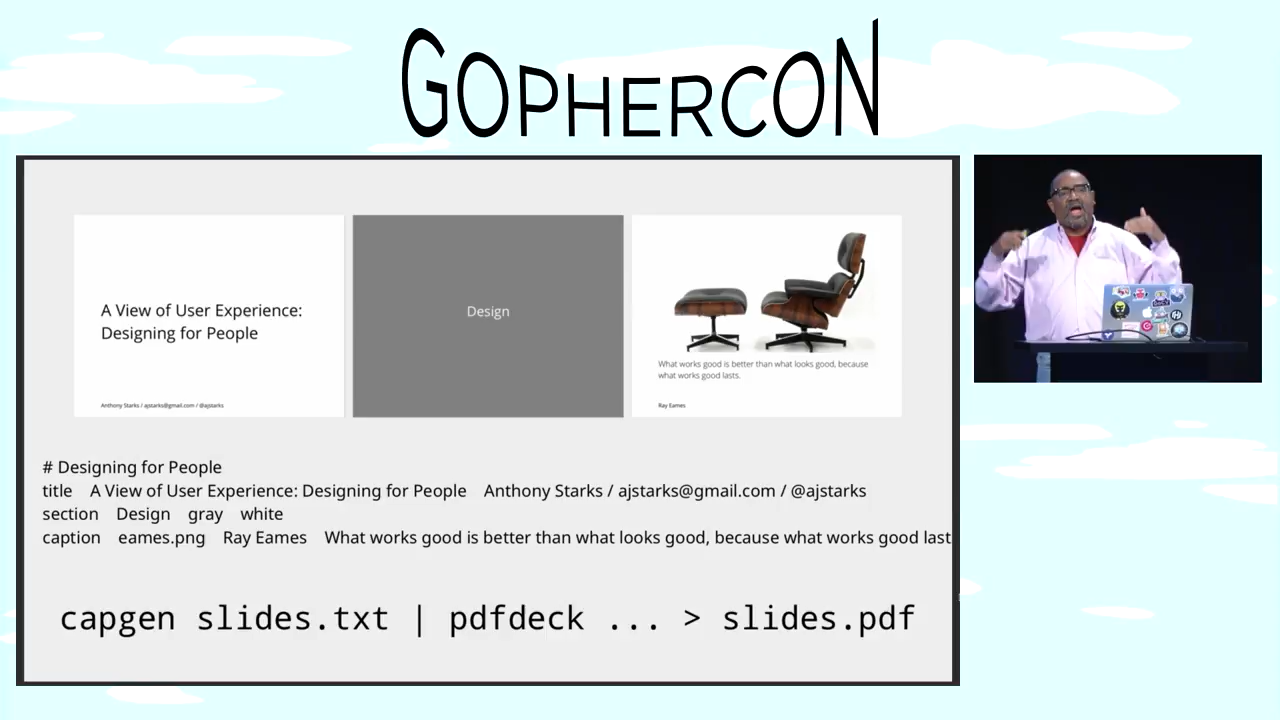 GOPHERCON
A View of User Experience:
Designing for People
Anthony Starks / ajstarks@gmail.com / @ajstarks
Design
What works good is better than what looks good, because
what works good lasts.
Ray Eames
# Designing for People
title A View of User Experience: Designing for People Anthony Starks / ajstarks@gmail.com / @ajstarks
section Design gray white
caption eames.png Ray Eames What works good is better than what looks good, because what works good last
capgen slides.txt | pdfdeck ... > slides.pdf